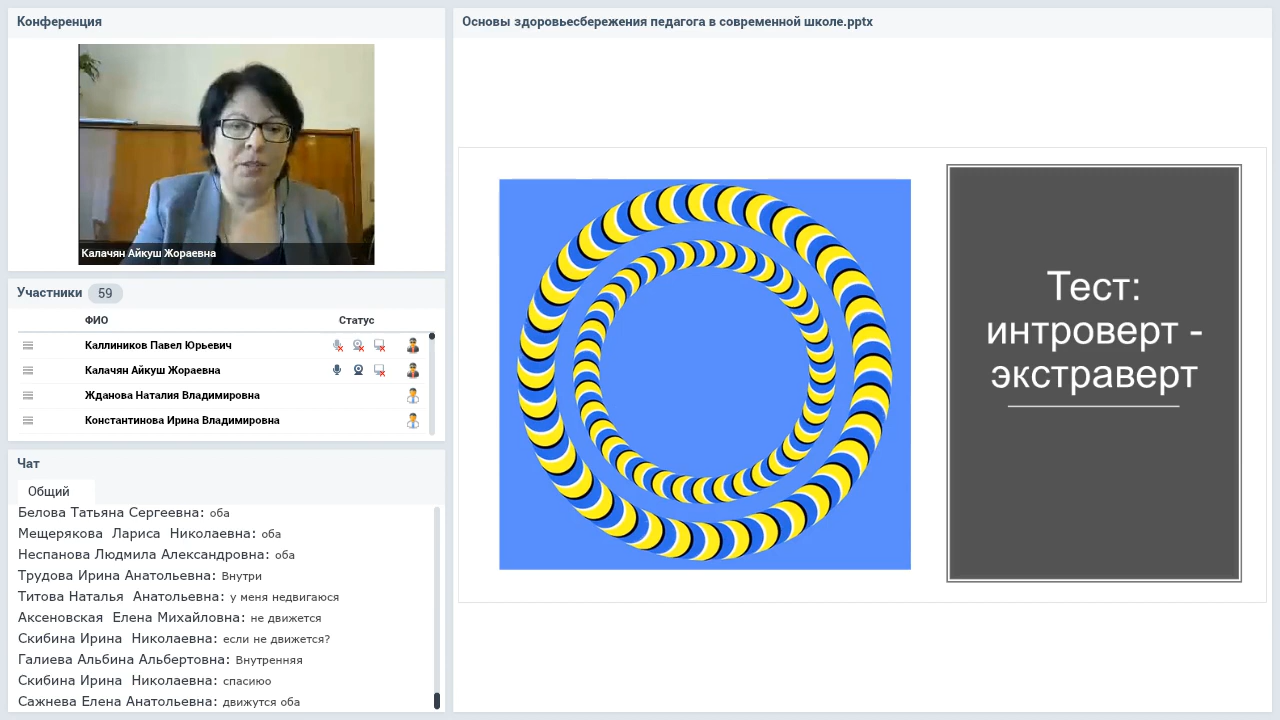 Конференция
Калачян Айкуш Жораевна
Участники 59
ФИО Статус
Каллиников Павел Юрьевич
Калачян Айкуш Жораевна
Жданова Наталия Владимировна
Константинова Ирина Владимировна
Чат
Общий
Белова Татьяна Сергеевна: оба
Мещерякова Лариса Николаевна: оба
Неспанова Людмила Александровна: оба
Трудова Ирина Анатольевна: Внутри
Титова Наталья Анатольевна: у меня недвигаюся
Аксеновская Елена Михайловна: не движется
Скибина Ирина Николаевна: если не движется?
Галиева Альбина Альбертовна: Внутренняя
Скибина Ирина Николаевна: спасиюо
Сажнева Елена Анатольевна: движутся оба
Основы здоровьесбережения педагога в современной школе.pptx
Тест:
интроверт -
экстраверт